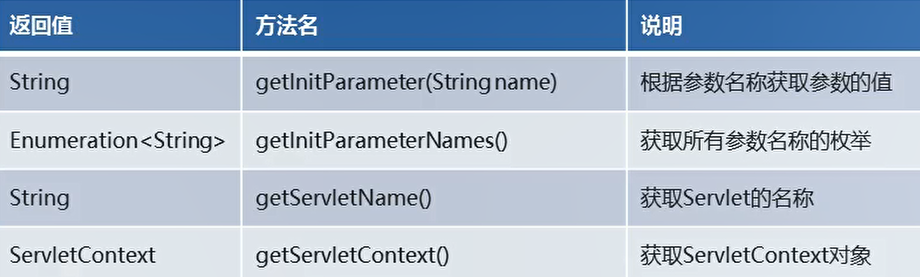 返回值 方法名 说明
String getInitParameter(String name) 根据参数名称获取参数的值
Enumeration<String> getInitParameterNames() 获取所有参数名称的枚举
String getServletName() 获取Servlet的名称
ServletContext getServletContext() 获取ServletContext对象